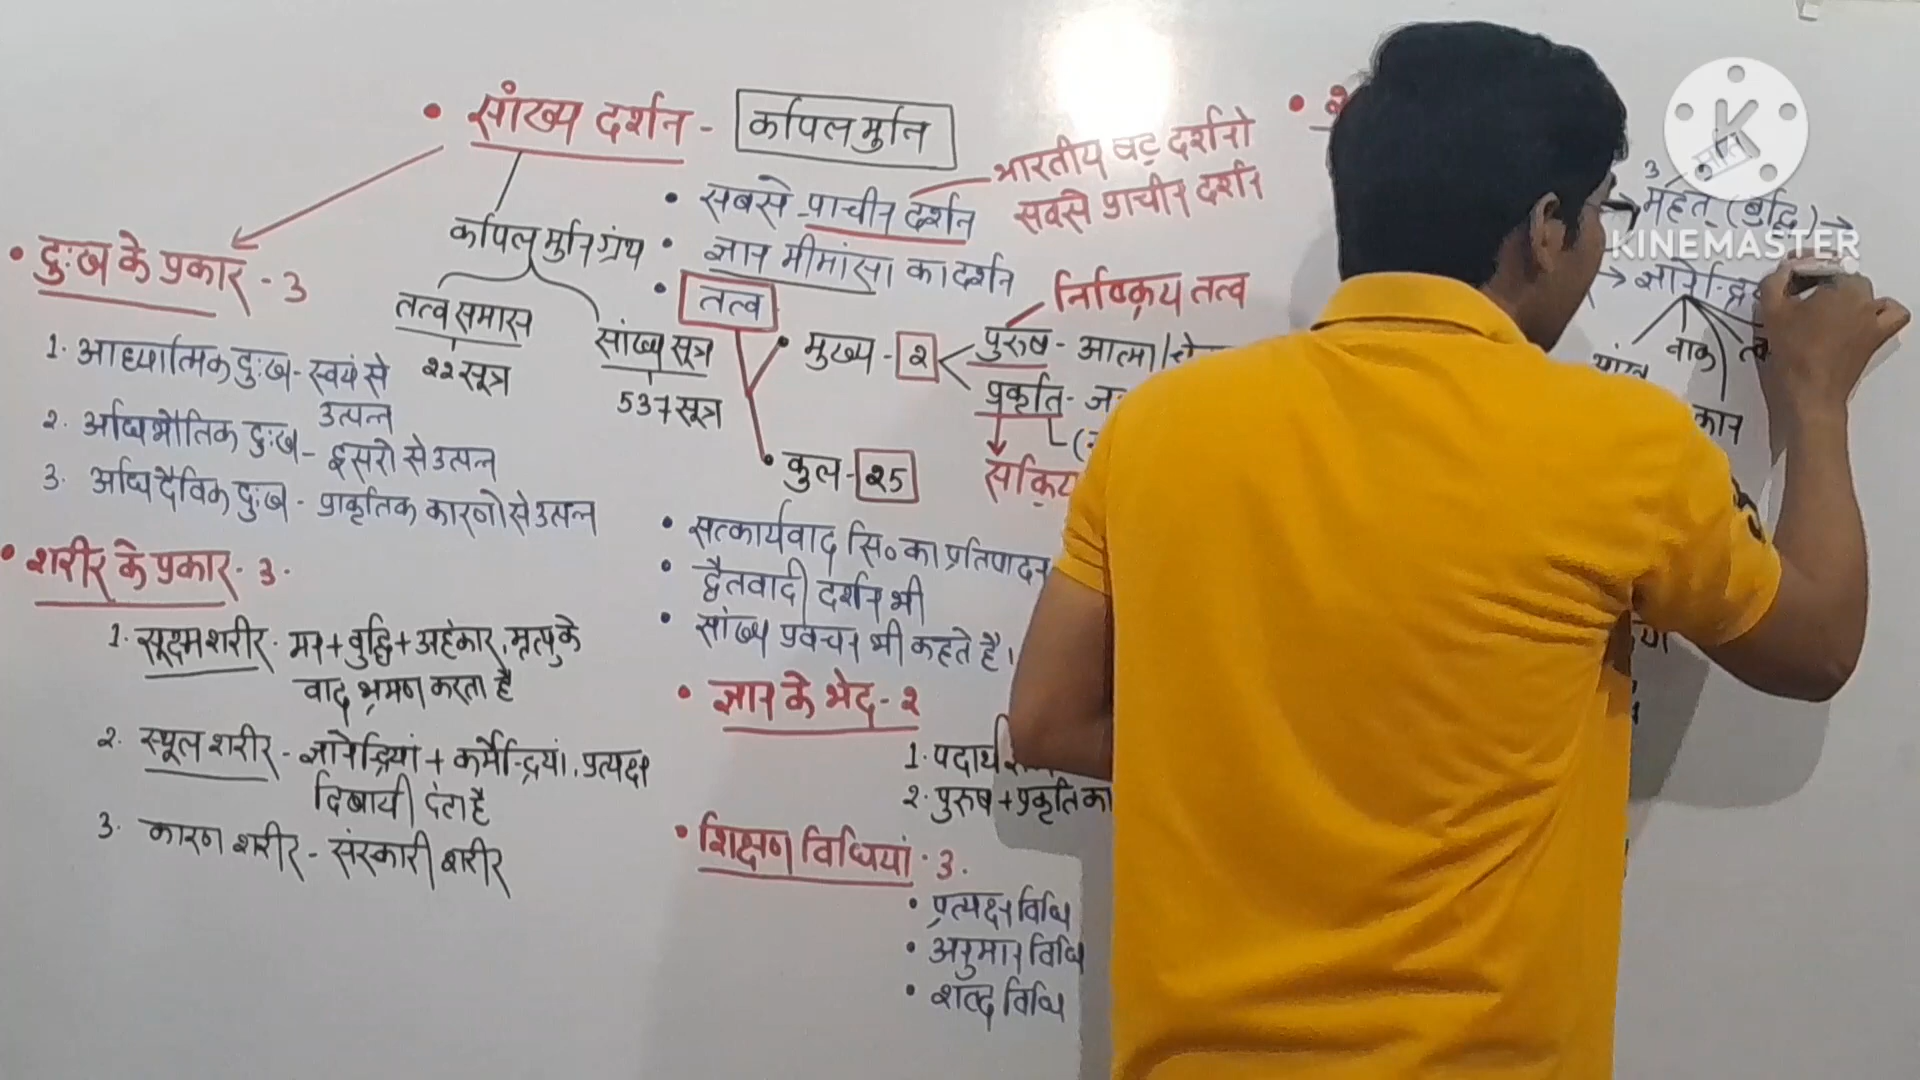 • सांख्य दर्शन - कपिल मुनि
भारतीय षट् दर्शनो
सबसे प्राचीन दर्शन
• सबसे प्राचीन दर्शन
• ज्ञान मीमांसा का दर्शन
कपिल मुनि ग्रंथ
तत्व समास
22 सूत्र
सांख्य सूत्र
537 सूत्र
• तत्व
• मुख्य - 2
निष्क्रिय तत्व
पुरुष - आत्मा /
प्रकृति -
सक्रिय
• कुल - 25
• सत्कार्यवाद सि० का प्रतिपादन
• द्वैतवादी दर्शन भी
• सांख्य प्रवचन भी कहते है।
• ज्ञान के भेद - 2
1. पदार्थ
2. पुरुष + प्रकृति का
• शिक्षण विधियां - 3.
• प्रत्यक्ष विधि
• अनुमान विधि
• शब्द विधि
• दुःख के प्रकार - 3
1. आध्यात्मिक दुःख - स्वयं से
उत्पन्न
2. अधिभौतिक दुःख - दूसरो से उत्पन्न
3. अधिदैविक दुःख - प्राकृतिक कारणो से उत्पन्न
• शरीर के प्रकार - 3.
1. सूक्ष्म शरीर - मन + बुद्धि + अहंकार, मृत्यु के
बाद भ्रमण करता है
2. स्थूल शरीर - ज्ञानेन्द्रियां + कर्मेन्द्रियां, प्रत्यक्ष
दिखायी देता है
3. कारण शरीर - संस्कारी शरीर
3
→ महत् (बुद्धि) →
KINEMASTER
वाक्
कान